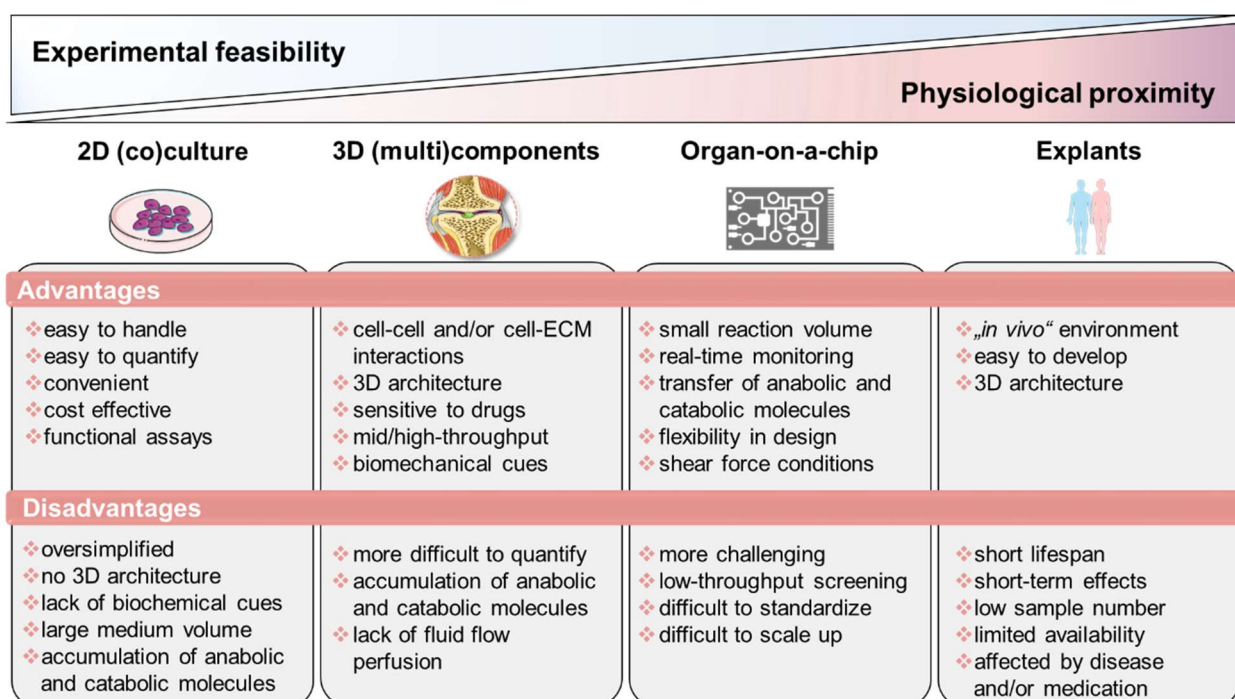 Experimental feasibility
Physiological proximity
2D (co)culture
3D (multi)components
Organ-on-a-chip
Explants
Advantages
❖easy to handle
❖easy to quantify
❖convenient
❖cost effective
❖functional assays
❖cell-cell and/or cell-ECM
interactions
❖3D architecture
❖sensitive to drugs
❖mid/high-throughput
❖biomechanical cues
❖small reaction volume
❖real-time monitoring
❖transfer of anabolic and
catabolic molecules
❖flexibility in design
❖shear force conditions
❖„in vivo“ environment
❖easy to develop
❖3D architecture
Disadvantages
❖oversimplified
❖no 3D architecture
❖lack of biochemical cues
❖large medium volume
❖accumulation of anabolic
and catabolic molecules
❖more difficult to quantify
❖accumulation of anabolic
and catabolic molecules
❖lack of fluid flow
perfusion
❖more challenging
❖low-throughput screening
❖difficult to standardize
❖difficult to scale up
❖short lifespan
❖short-term effects
❖low sample number
❖limited availability
❖affected by disease
and/or medication